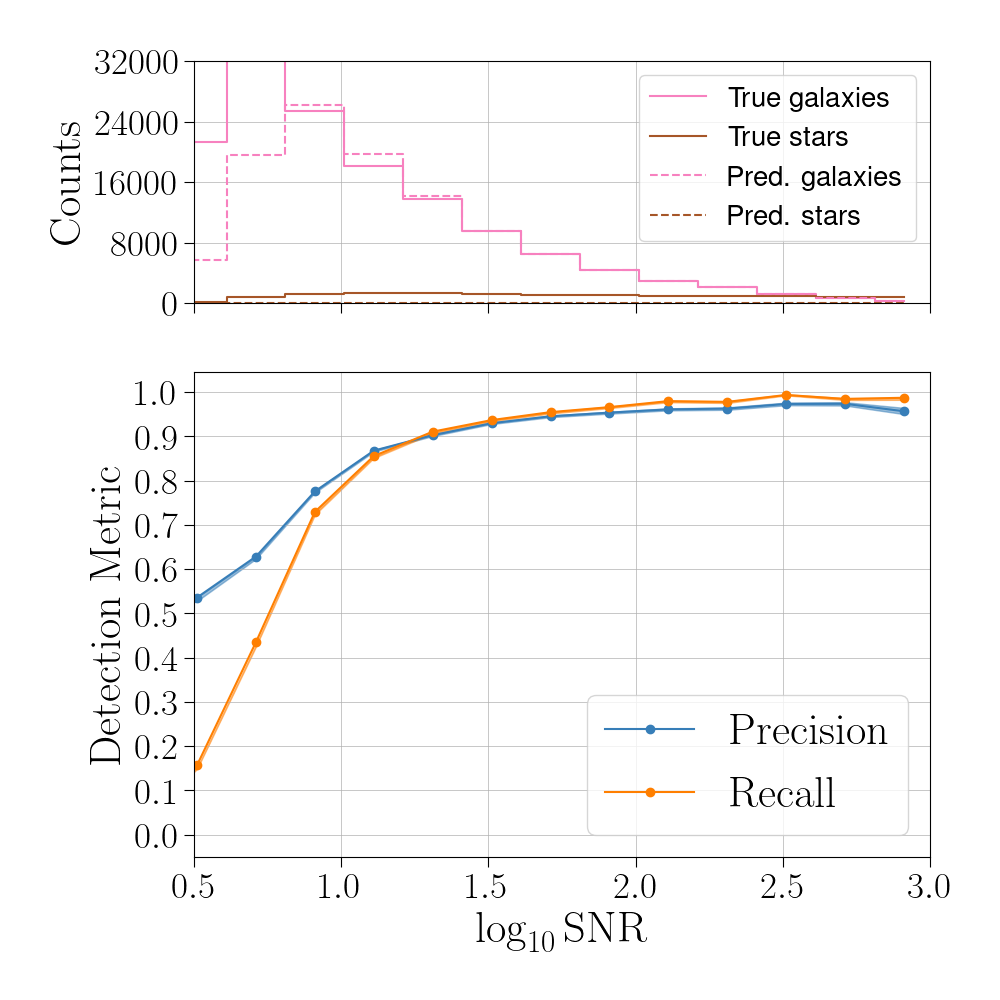 32000
24000
16000
8000
0
Counts
True galaxies
True stars
Pred. galaxies
Pred. stars
1.0
0.9
0.8
0.7
0.6
0.5
0.4
0.3
0.2
0.1
0.0
Detection Metric
Precision
Recall
0.5 1.0 1.5 2.0 2.5 3.0
log₁₀ SNR